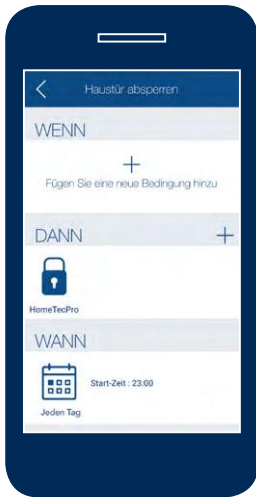 Haustür absperren
WENN
+
Fügen Sie eine neue Bedingung hinzu
DANN +
HomeTecPro
WANN
Start-Zeit : 23:00
Jeden Tag